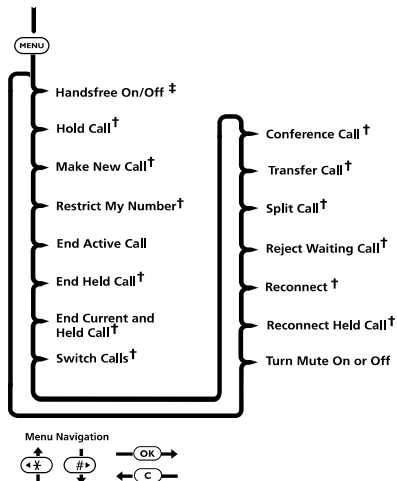 MENU
Handsfree On/Off ‡
Hold Call†
Make New Call†
Restrict My Number†
End Active Call
End Held Call†
End Current and
Held Call†
Switch Calls†
Conference Call†
Transfer Call†
Split Call†
Reject Waiting Call†
Reconnect †
Reconnect Held Call†
Turn Mute On or Off
Menu Navigation
* # OK
C